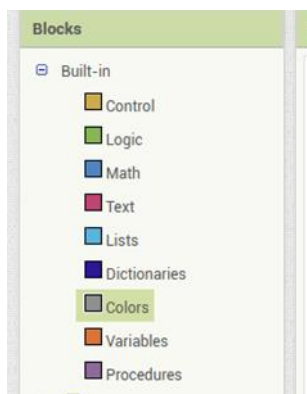 Blocks
Built-in
Control
Logic
Math
Text
Lists
Dictionaries
Colors
Variables
Procedures